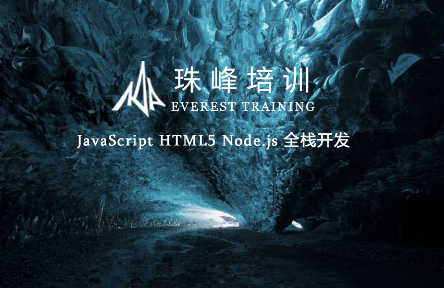 珠峰培训
EVEREST TRAINING
JavaScript HTML5 Node.js 全栈开发